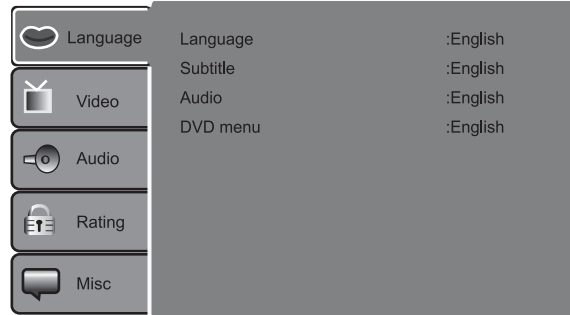 Language
Video
Audio
Rating
Misc
Language :English
Subtitle :English
Audio :English
DVD menu :English